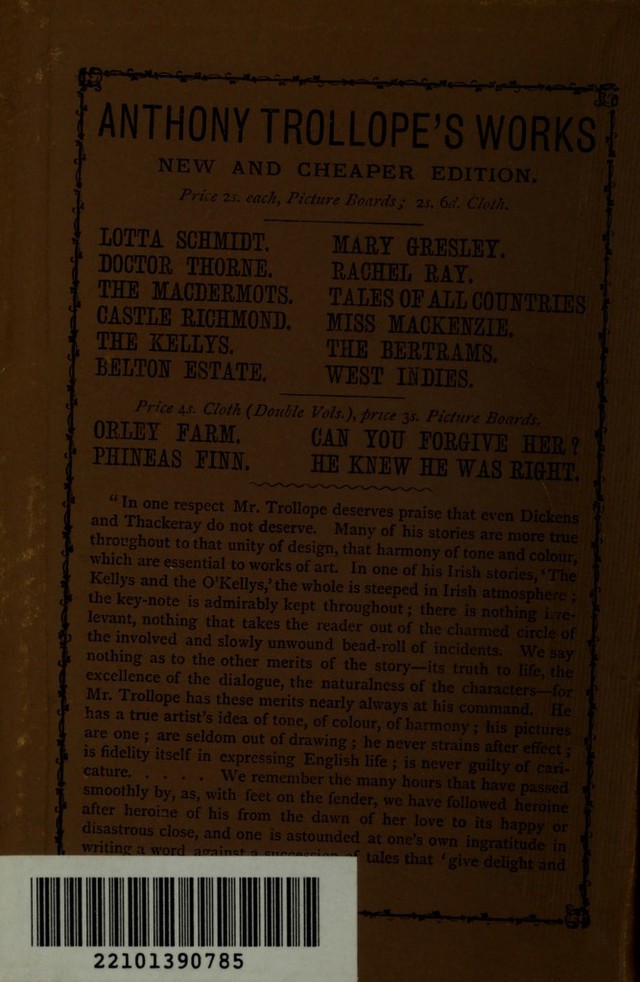 ANTHONY TROLLOPE'S WORKS
NEW AND CHEAPER EDITION.
Price 2s. each, Picture Boards; 2s. 6d. Cloth.
LOTTA SCHMIDT.
DOCTOR THORNE.
THE MACDERMOTS.
CASTLE RICHMOND.
THE KELLYS.
BELTON ESTATE.
MARY GRESLEY.
RACHEL RAY.
TALES OF ALL COUNTRIES
MISS MACKENZIE.
THE BERTRAMS.
WEST INDIES.
Price 4s. Cloth (Double Vols.), price 3s. Picture Boards.
ORLEY FARM.
PHINEAS FINN.
CAN YOU FORGIVE HER?
HE KNEW HE WAS RIGHT.
"In one respect Mr. Trollope deserves praise that even Dickens
and Thackeray do not deserve. Many of his stories are more true
throughout to that unity of design, that harmony of tone and colour,
which are essential to works of art. In one of his Irish stories, 'The
Kellys and the O'Kellys,' the whole is steeped in Irish atmosphere;
the key-note is admirably kept throughout; there is nothing irre-
levant, nothing that takes the reader out of the charmed circle of
the involved and slowly unwound bead-roll of incidents. We say
nothing as to the other merits of the story—its truth to life, the
excellence of the dialogue, the naturalness of the characters—for
Mr. Trollope has these merits nearly always at his command. He
has a true artist's idea of tone, of colour, of harmony; his pictures
are one; are seldom out of drawing; he never strains after effect;
is fidelity itself in expressing English life; is never guilty of cari-
cature. . . . . . We remember the many hours that have passed
smoothly by, as, with feet on the fender, we have followed heroine
after heroine of his from the dawn of her love to its happy or
disastrous close, and one is astounded at one's own ingratitude in
writing a word against a succession of tales that 'give delight and
22101390785